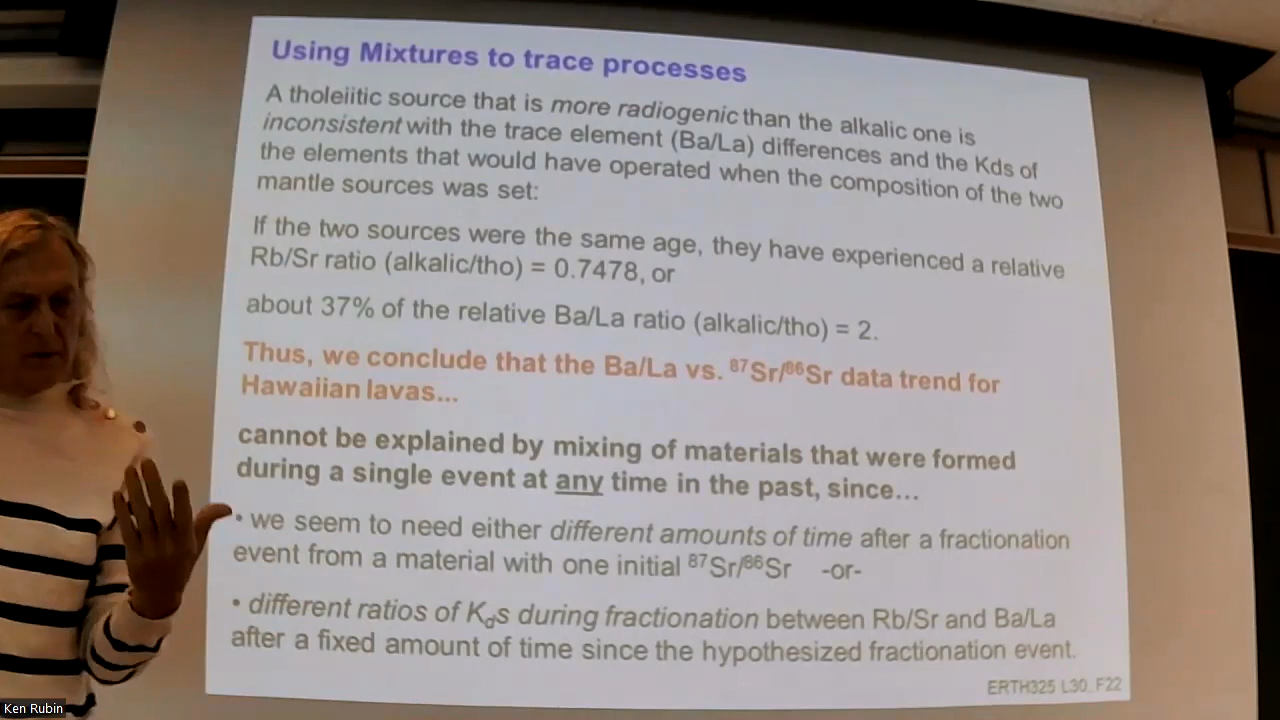 Using Mixtures to trace processes
A tholeiitic source that is more radiogenic than the alkalic one is
inconsistent with the trace element (Ba/La) differences and the Kds of
the elements that would have operated when the composition of the two
mantle sources was set:
If the two sources were the same age, they have experienced a relative
Rb/Sr ratio (alkalic/tho) = 0.7478, or
about 37% of the relative Ba/La ratio (alkalic/tho) = 2.
Thus, we conclude that the Ba/La vs. ⁸⁷Sr/⁸⁶Sr data trend for
Hawaiian lavas...
cannot be explained by mixing of materials that were formed
during a single event at any time in the past, since...
• we seem to need either different amounts of time after a fractionation
event from a material with one initial ⁸⁷Sr/⁸⁶Sr -or-
• different ratios of Kds during fractionation between Rb/Sr and Ba/La
after a fixed amount of time since the hypothesized fractionation event.
ERTH325 L30 F22
Ken Rubin